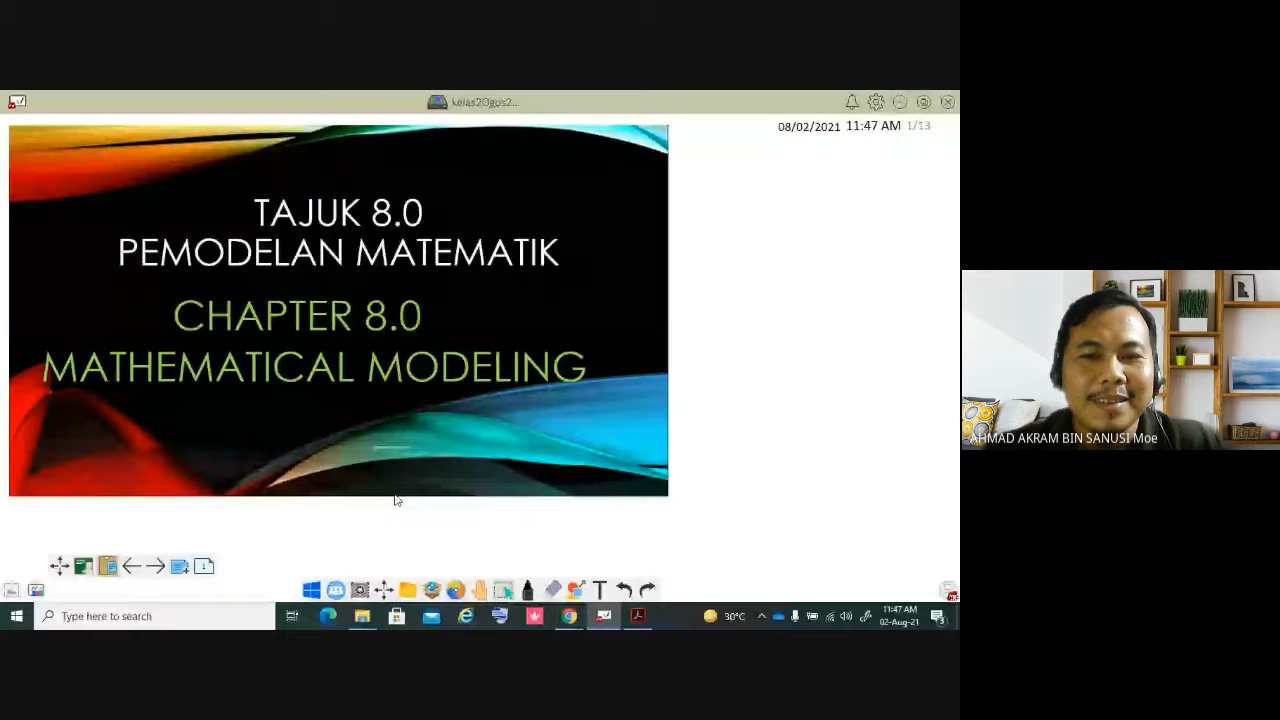 kelas20gps2...
08/02/2021 11:47 AM 1/13
TAJUK 8.0
PEMODELAN MATEMATIK
CHAPTER 8.0
MATHEMATICAL MODELING
AHMAD AKRAM BIN SANUSI Moe
T
Type here to search
30°C
11:47 AM
02-Aug-21